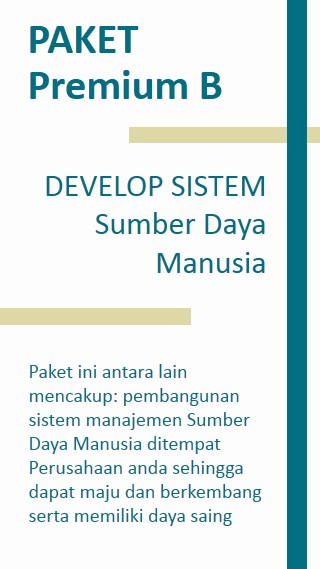 PAKET
Premium B
DEVELOP SISTEM
Sumber Daya
Manusia
Paket ini antara lain
mencakup: pembangunan
sistem manajemen Sumber
Daya Manusia ditempat
Perusahaan anda sehingga
dapat maju dan berkembang
serta memiliki daya saing